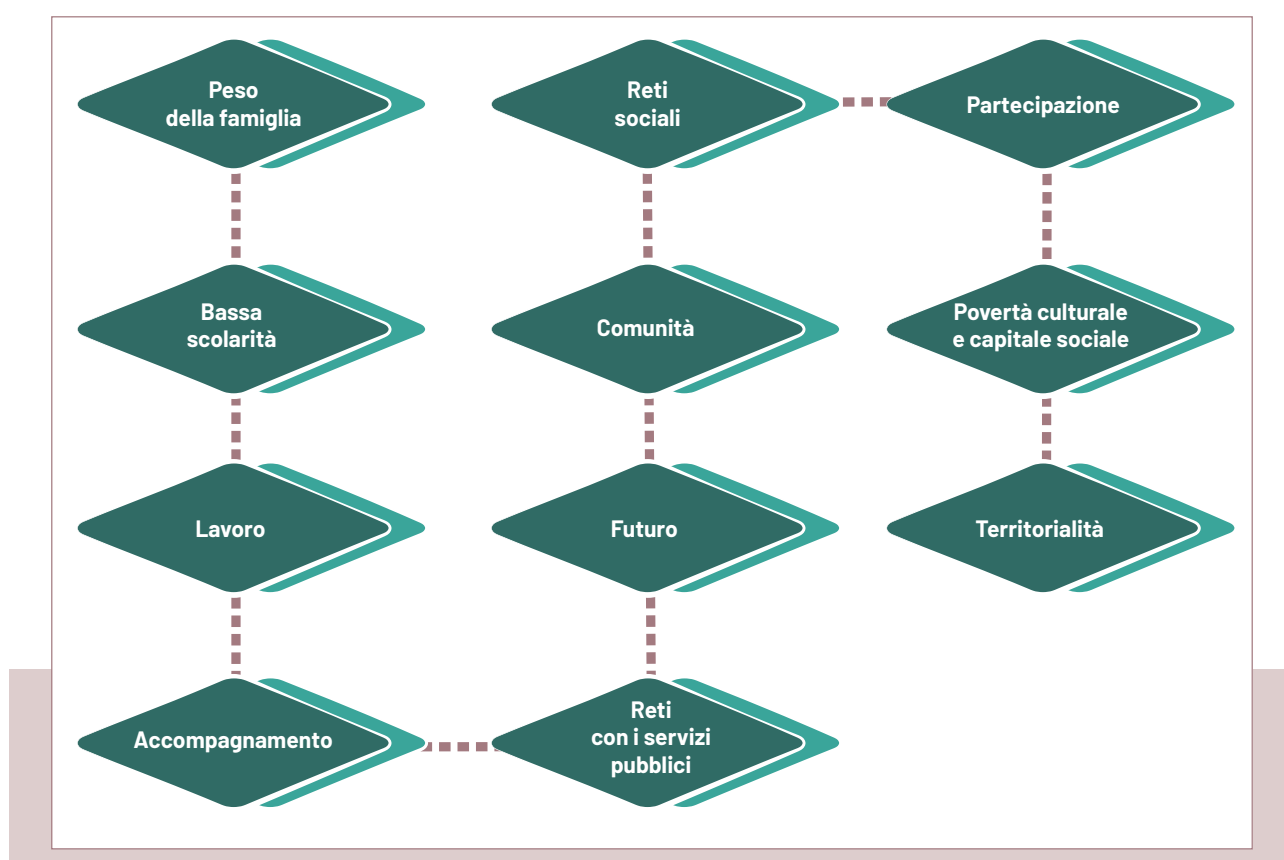 Peso
della famiglia
Bassa
scolarità
Lavoro
Accompagnamento
Reti
con i servizi
pubblici
Futuro
Comunità
Reti
sociali
Partecipazione
Povertà culturale
e capitale sociale
Territorialità